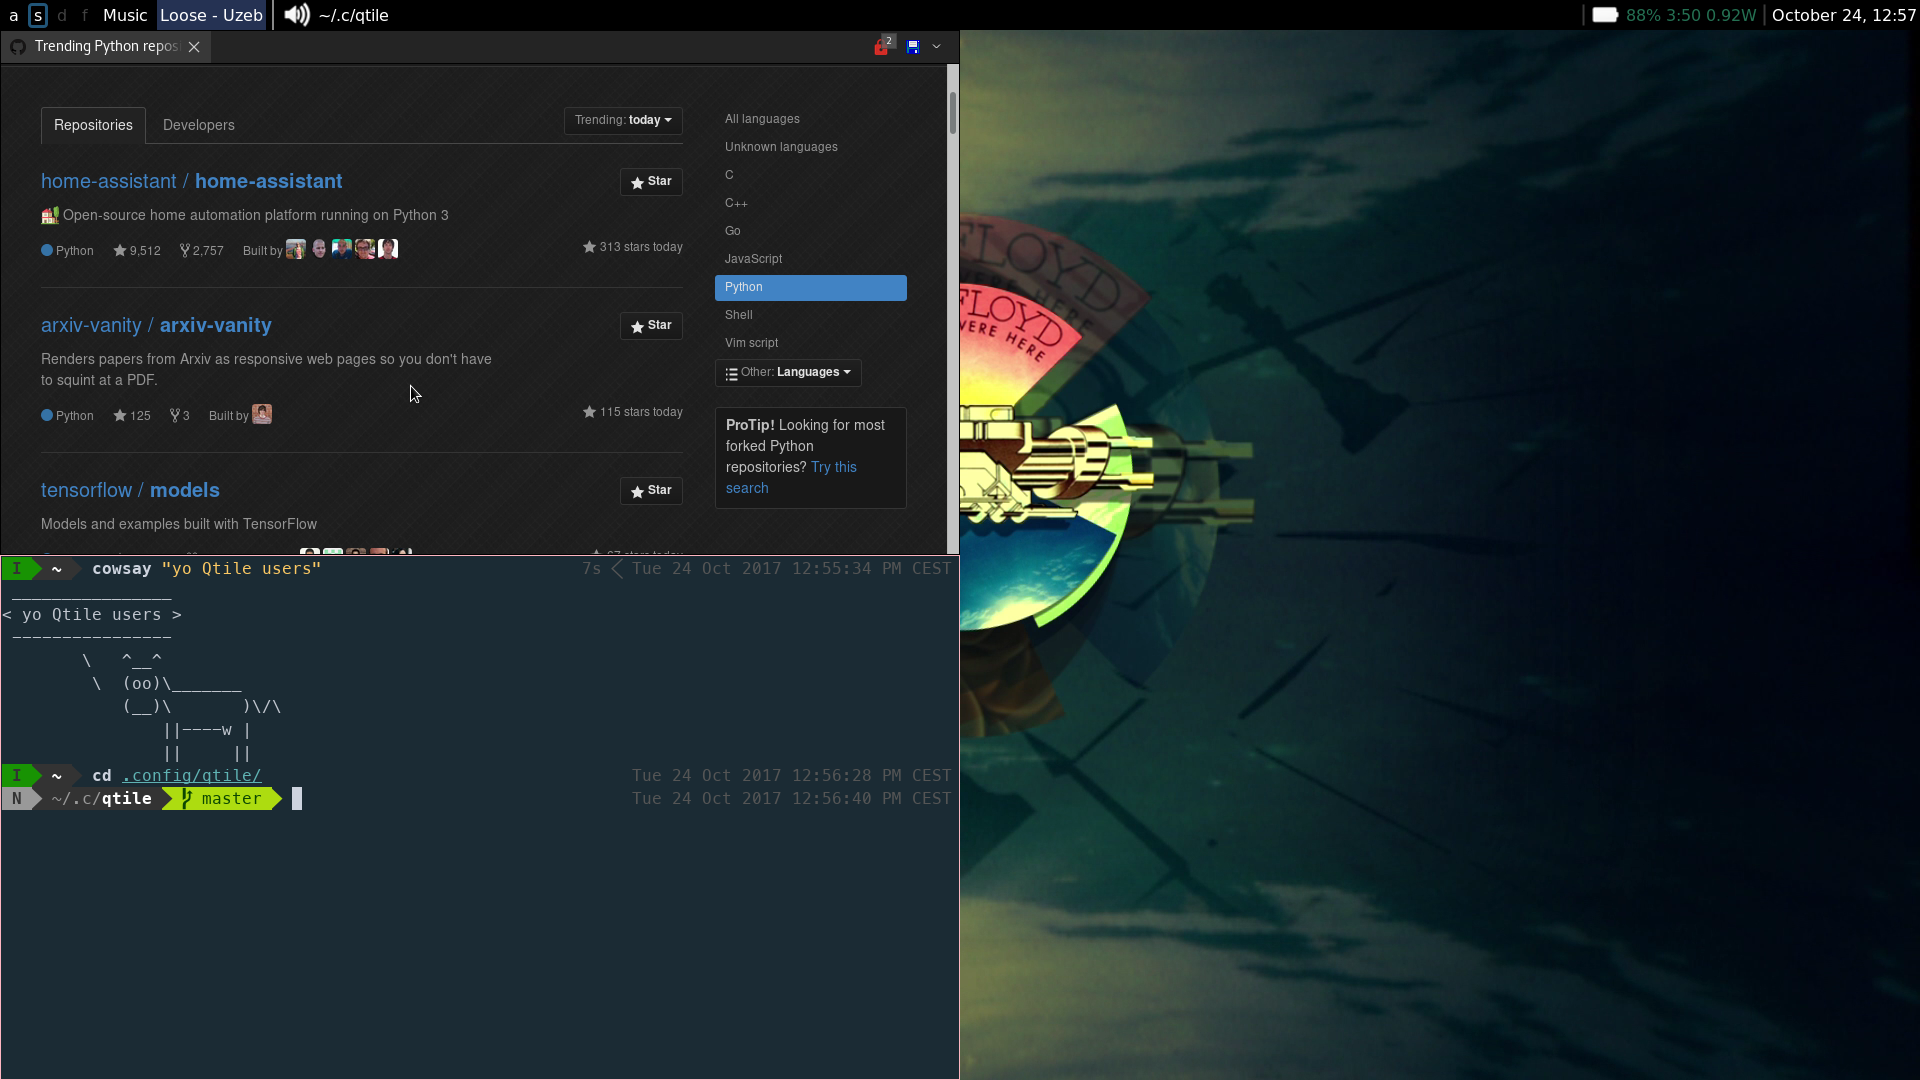 a s d f Music Loose - Uzeb ~/.c/qtile 88% 3:50 0.92W October 24, 12:57
Trending Python repos 2
Repositories Developers Trending: today
home-assistant / home-assistant Star
Open-source home automation platform running on Python 3
Python 9,512 2,757 Built by 313 stars today
arxiv-vanity / arxiv-vanity Star
Renders papers from Arxiv as responsive web pages so you don't have
to squint at a PDF.
Python 125 3 Built by 115 stars today
tensorflow / models Star
Models and examples built with TensorFlow
All languages
Unknown languages
C
C++
Go
JavaScript
Python
Shell
Vim script
Other: Languages
ProTip! Looking for most
forked Python
repositories? Try this
search
FLOYD
FLOYD
WERE HERE
I ~ cowsay "yo Qtile users" 7s Tue 24 Oct 2017 12:55:34 PM CEST
________________
< yo Qtile users >
----------------
\   ^__^
\  (oo)\_______
(__)\       )\/\
||----w |
||     ||
I ~ cd .config/qtile/ Tue 24 Oct 2017 12:56:28 PM CEST
N ~/.c/qtile master Tue 24 Oct 2017 12:56:40 PM CEST